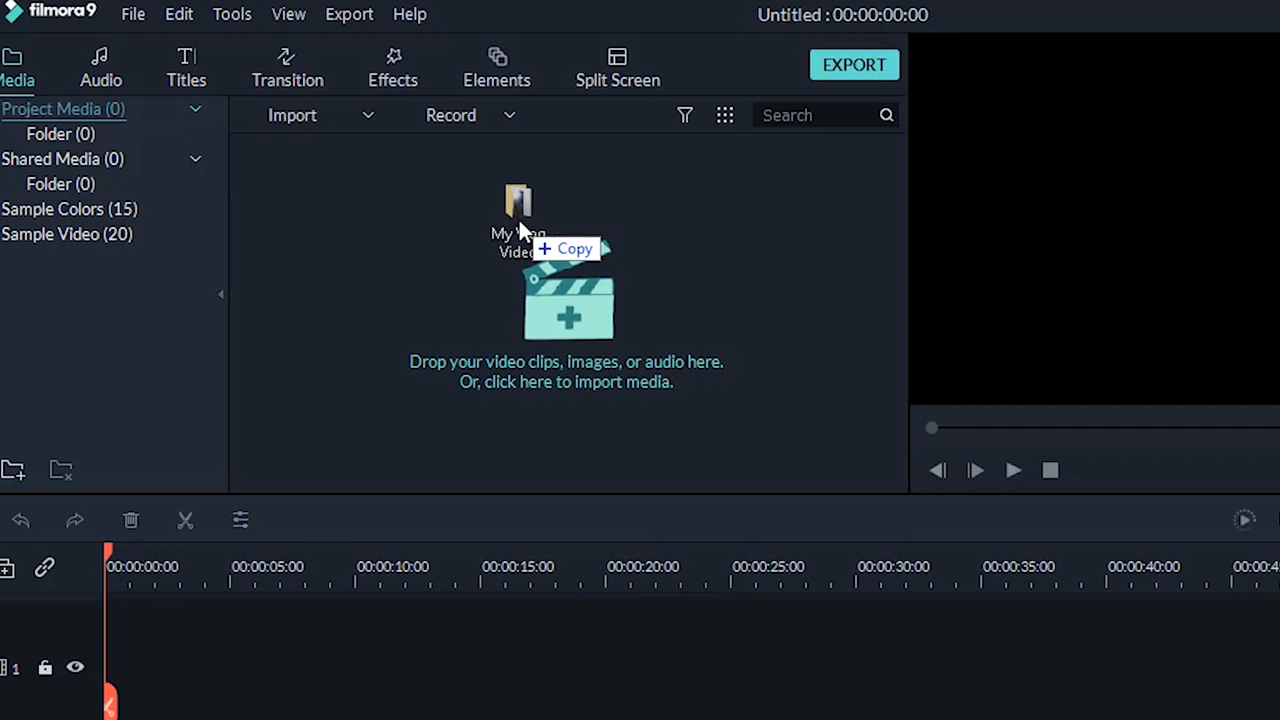 filmora9
File Edit Tools View Export Help
Untitled : 00:00:00:00
Media Audio Titles Transition Effects Elements Split Screen
EXPORT
Project Media (0)
Folder (0)
Shared Media (0)
Folder (0)
Sample Colors (15)
Sample Video (20)
Import Record Search
My
+ Copy
Drop your video clips, images, or audio here.
Or, click here to import media.
00:00:00:00 00:00:05:00 00:00:10:00 00:00:15:00 00:00:20:00 00:00:25:00 00:00:30:00 00:00:35:00 00:00:40:00 00:00:4
1